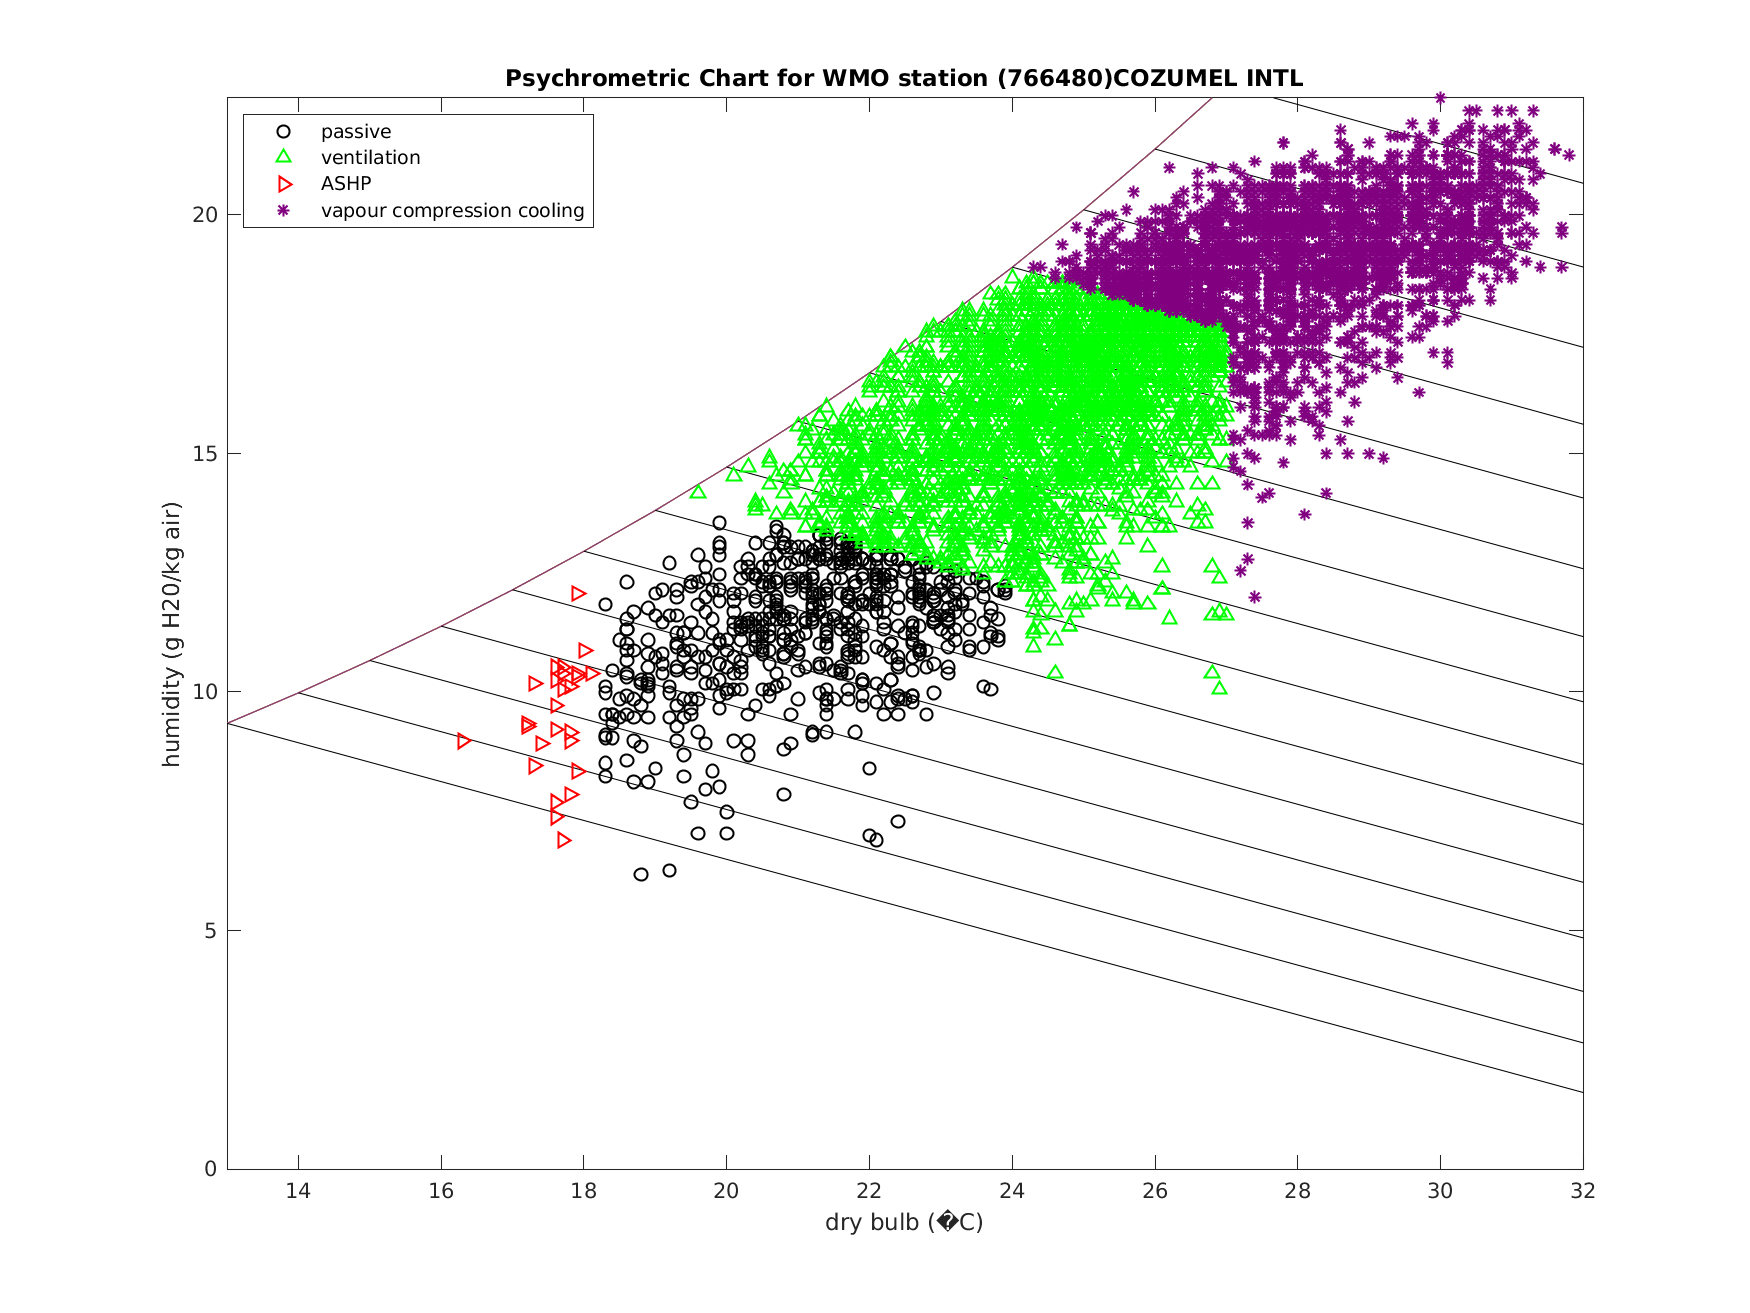 Psychrometric Chart for WMO station (766480)COZUMEL INTL
passive
ventilation
ASHP
vapour compression cooling
humidity (g H20/kg air)
20
15
10
5
0
14 16 18 20 22 24 26 28 30 32
dry bulb (�C)